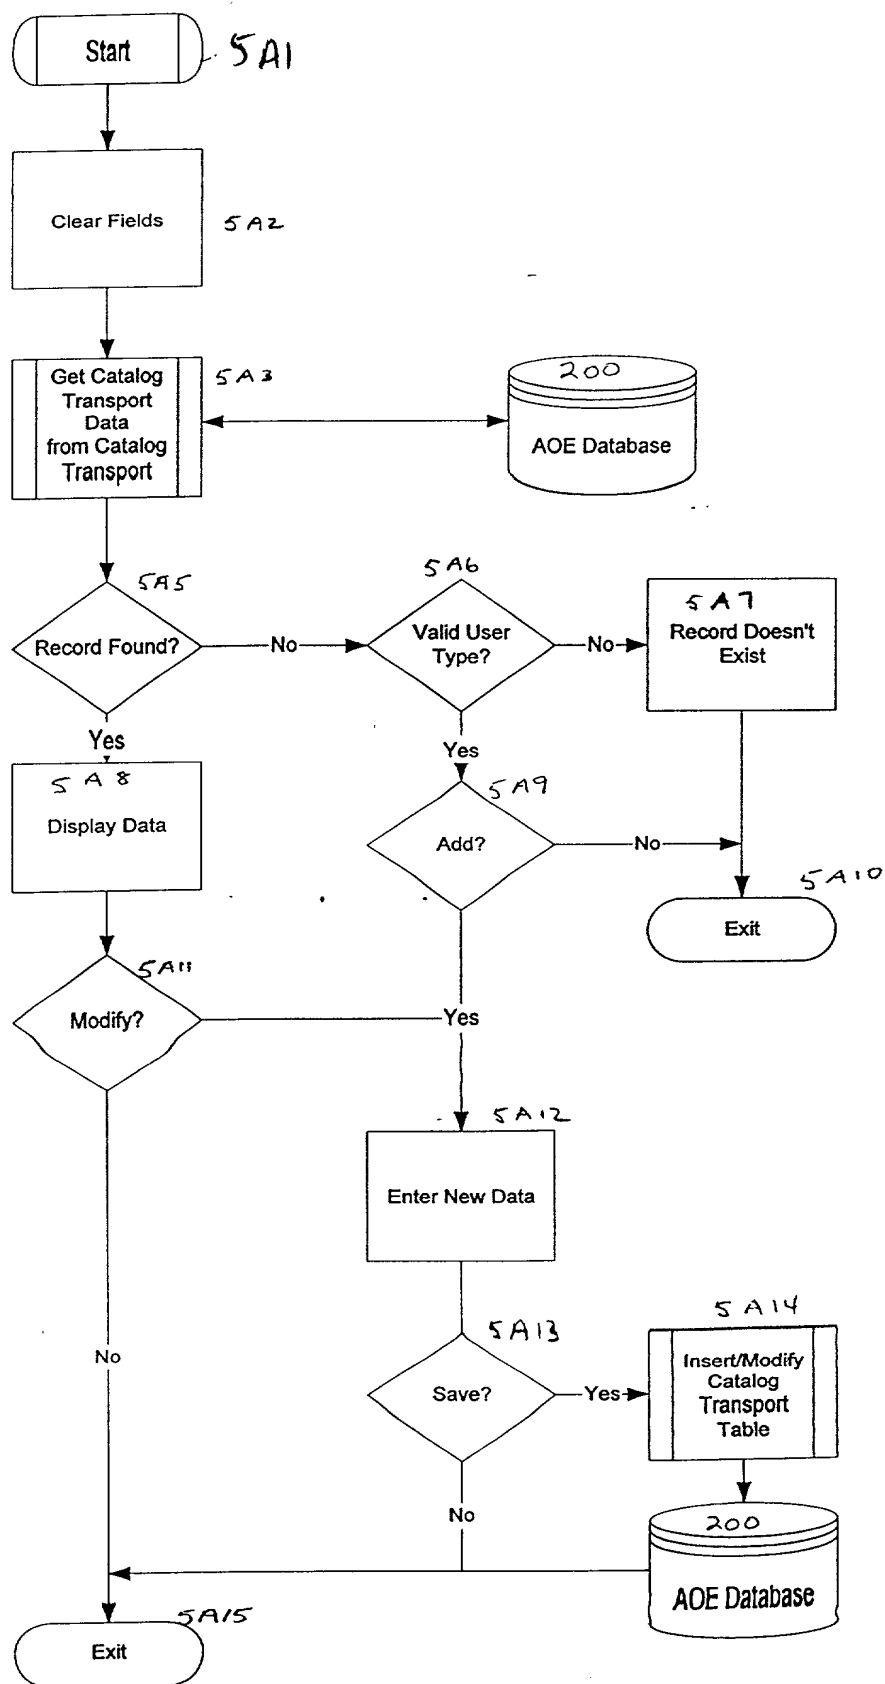 Start
5A1
Clear Fields
5A2
Get Catalog
Transport
Data
from Catalog
Transport
5A3
200
AOE Database
5A5
Record Found?
No
5A6
Valid User
Type?
No
5A7
Record Doesn't
Exist
Yes
Yes
5A8
Display Data
5A9
Add?
No
5A10
Exit
5A11
Modify?
Yes
5A12
Enter New Data
No
5A13
Save?
Yes
5A14
Insert/Modify
Catalog
Transport
Table
No
200
AOE Database
5A15
Exit